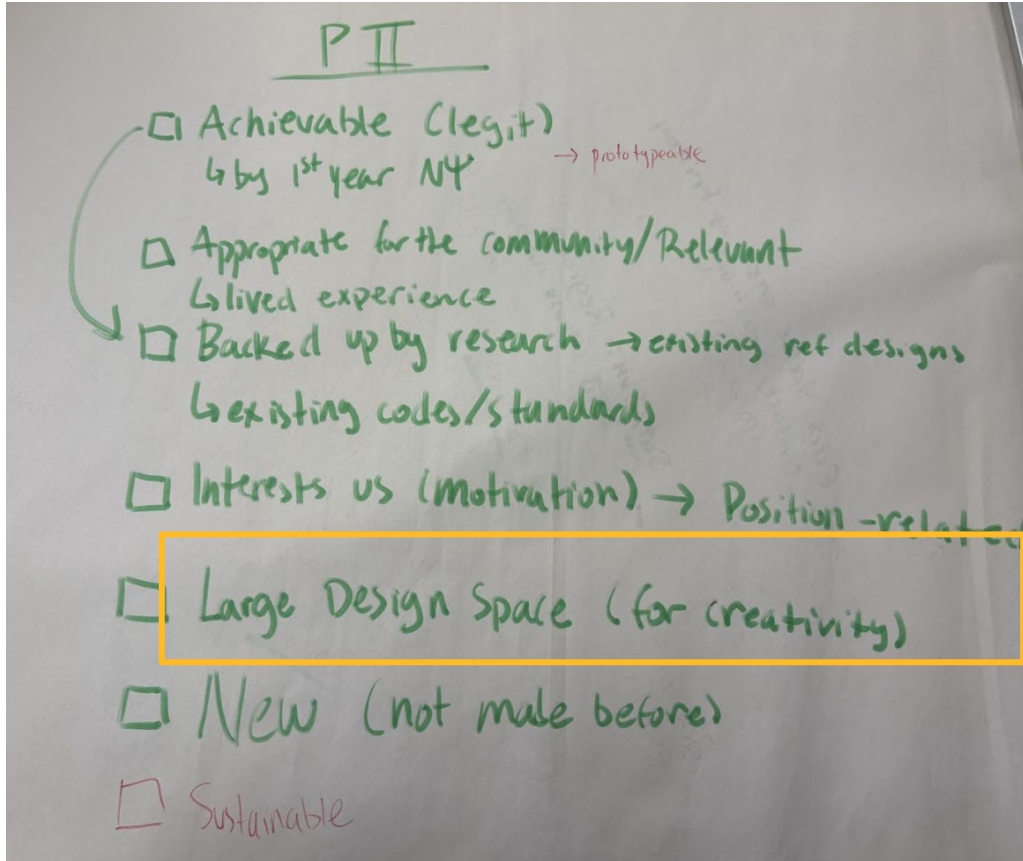 P II
□ Achievable (legit)
→ prototypeable
↳ by 1st year NΨ
□ Appropriate for the community/Relevant
↳ lived experience
□ Backed up by research → existing ref designs
↳ existing codes/standards
□ Interests us (motivation) → Position-related
□ Large Design Space (for creativity)
□ New (not made before)
□ Sustainable